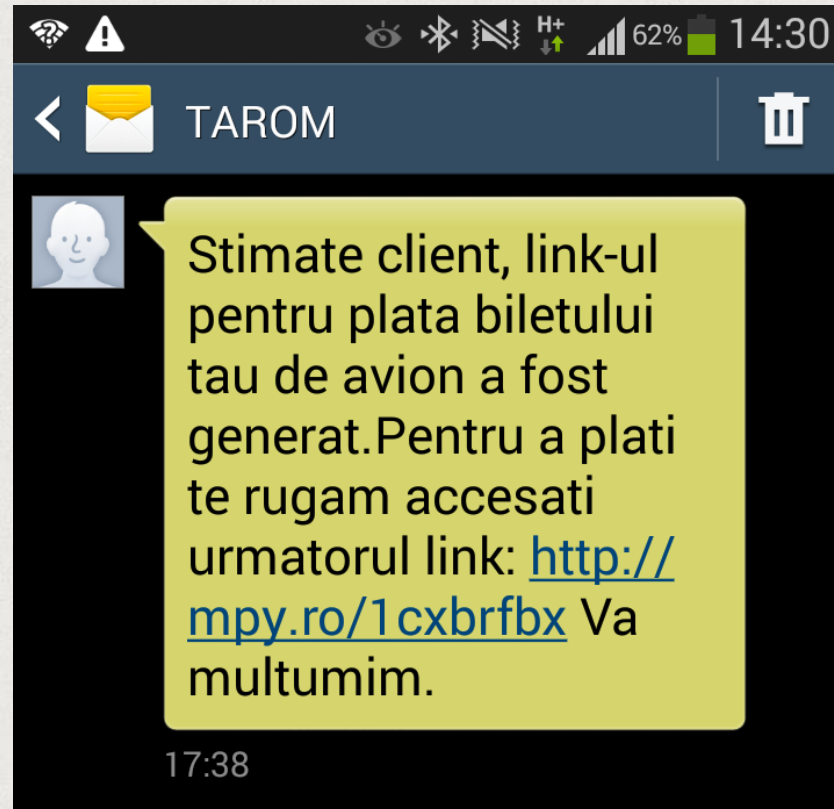 H+ 62% 14:30
TAROM
Stimate client, link-ul
pentru plata biletului
tau de avion a fost
generat.Pentru a plati
te rugam accesati
urmatorul link: http://
mpy.ro/1cxbrfbx Va
multumim.
17:38